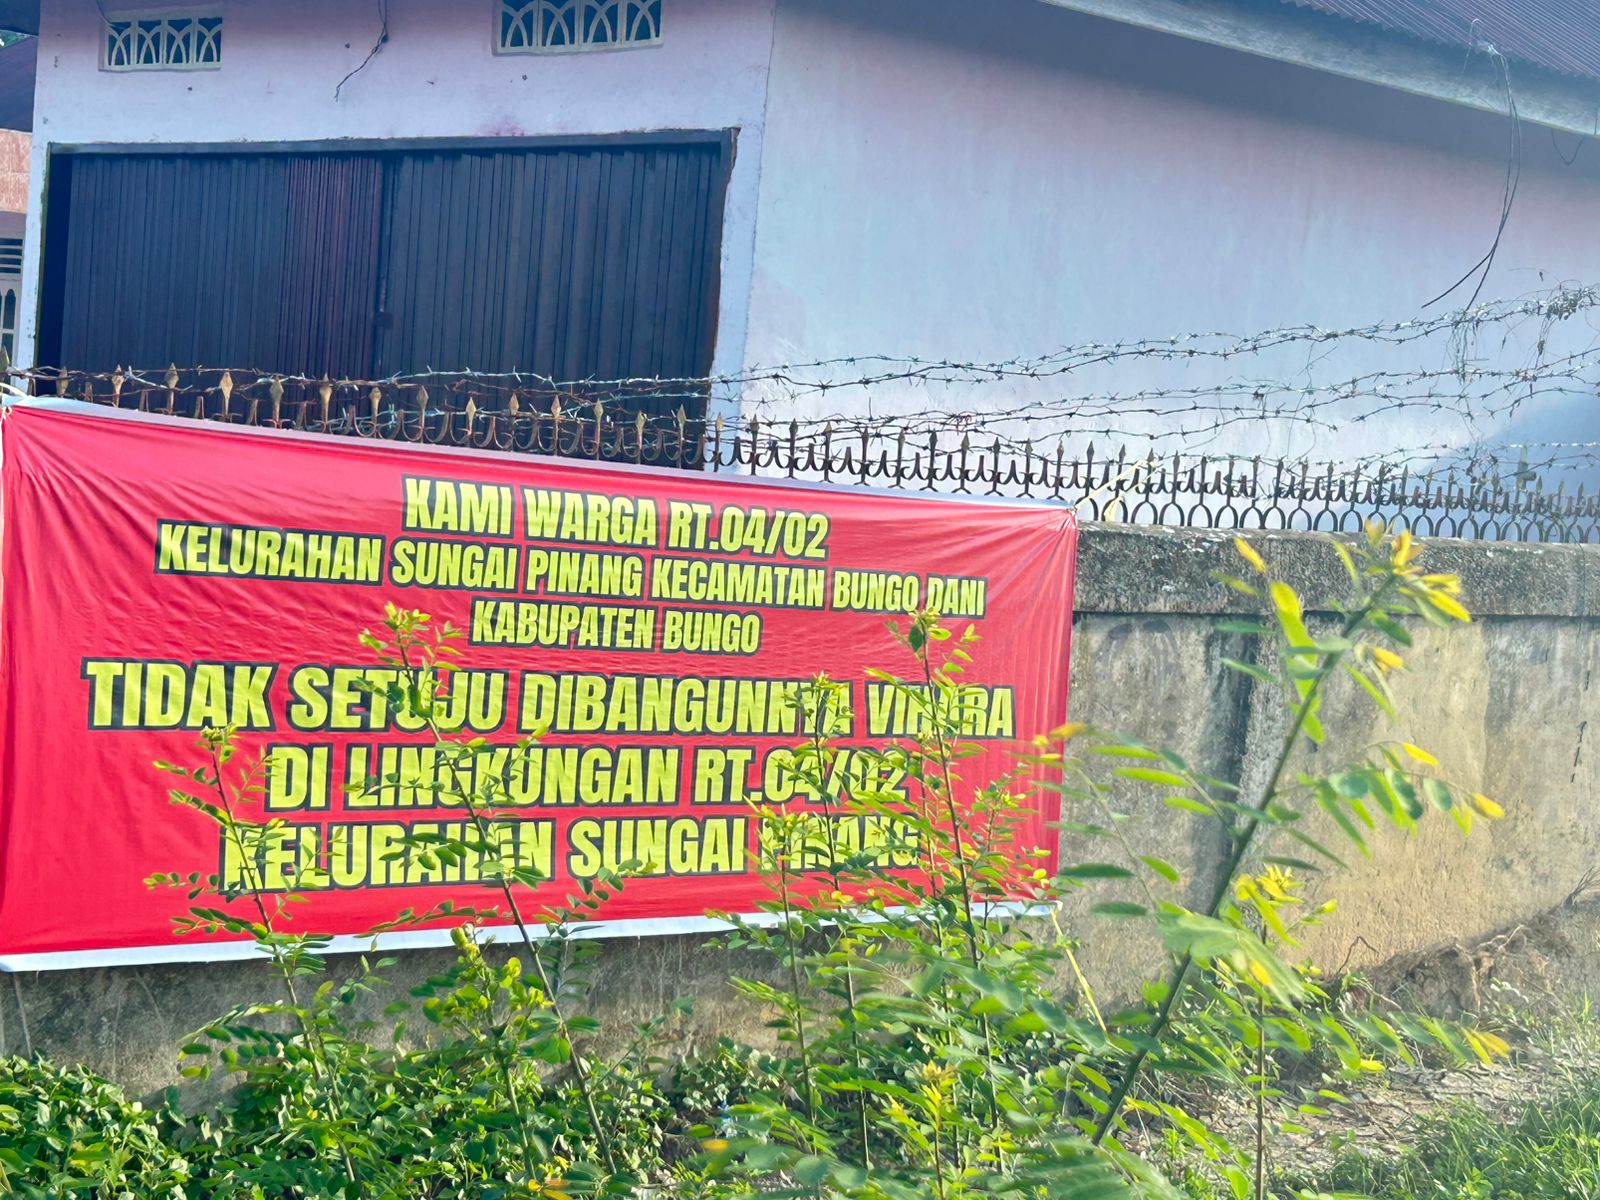 KAMI WARGA RT.04/02
KELURAHAN SUNGAI PINANG KECAMATAN BUNGO DANI
KABUPATEN BUNGO
TIDAK SETUJU DIBANGUNNYA VIHARA
DI LINGKUNGAN RT.04/02
KELURAHAN SUNGAI PINANG